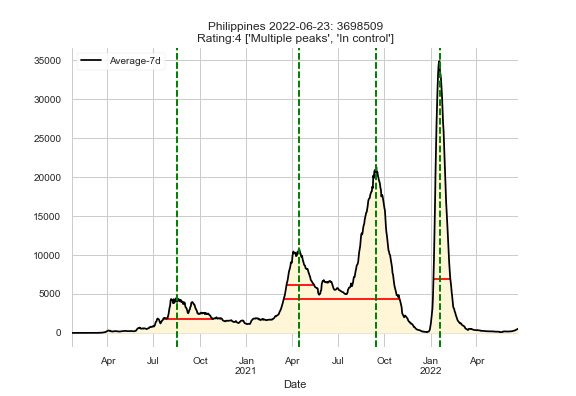 Philippines 2022-06-23: 3698509
Rating:4 ['Multiple peaks', 'In control']
Average-7d
35000
30000
25000
20000
15000
10000
5000
0
Apr Jul Oct Jan Apr Jul Oct Jan Apr
2021 2022
Date